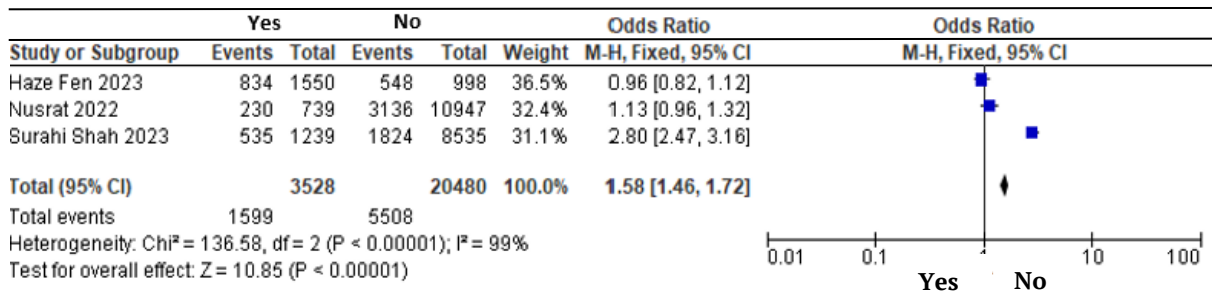 Yes No Odds Ratio Odds Ratio
Study or Subgroup Events Total Events Total Weight M-H, Fixed, 95% CI M-H, Fixed, 95% CI
Haze Fen 2023 834 1550 548 998 36.5% 0.96 [0.82, 1.12]
Nusrat 2022 230 739 3136 10947 32.4% 1.13 [0.96, 1.32]
Surahi Shah 2023 535 1239 1824 8535 31.1% 2.80 [2.47, 3.16]
Total (95% CI) 3528 20480 100.0% 1.58 [1.46, 1.72]
Total events 1599 5508
Heterogeneity: Chi² = 136.58, df = 2 (P < 0.00001); I² = 99%
Test for overall effect: Z = 10.85 (P < 0.00001)
0.01 0.1 1 10 100
Yes No